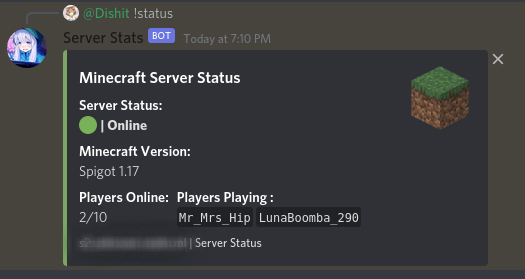 @Dishit !status
Server Stats BOT Today at 7:10 PM
Minecraft Server Status
Server Status:
| Online
Minecraft Version:
Spigot 1.17
Players Online: Players Playing :
2/10 Mr_Mrs_Hip LunaBoomba_290
| Server Status